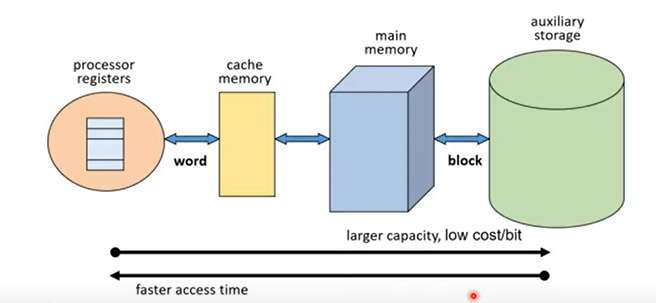 processor
registers
cache
memory
main
memory
auxiliary
storage
word
block
larger capacity, low cost/bit
faster access time